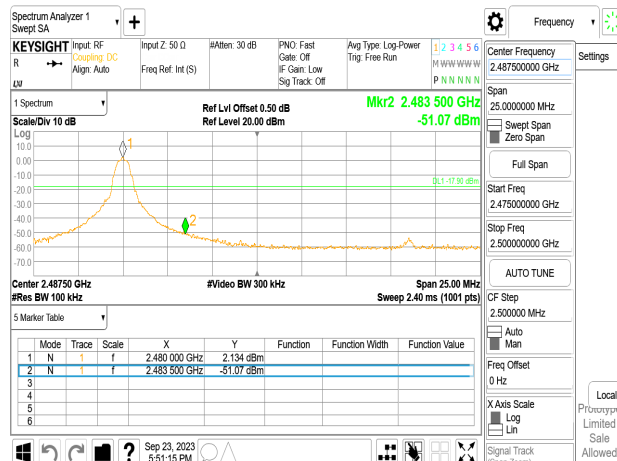 Spectrum Analyzer 1
Swept SA
Frequency
KEYSIGHT
R
LXI
Input: RF
Coupling: DC
Align: Auto
Input Z: 50 Ω
Freq Ref: Int (S)
#Atten: 30 dB
PNO: Fast
Gate: Off
IF Gain: Low
Sig Track: Off
Avg Type: Log-Power
Trig: Free Run
1 2 3 4 5 6
M W W W W W
P N N N N N
1 Spectrum
Scale/Div 10 dB
Ref Lvl Offset 0.50 dB
Ref Level 20.00 dBm
Mkr2 2.483 500 GHz
-51.07 dBm
Log
10.0
0.00
-10.0
-20.0
-30.0
-40.0
-50.0
-60.0
-70.0
1
2
DL1 -17.90 dBm
Center 2.48750 GHz
#Res BW 100 kHz
#Video BW 300 kHz
Span 25.00 MHz
Sweep 2.40 ms (1001 pts)
5 Marker Table
Mode Trace Scale X Y Function Function Width Function Value
1 N 1 f 2.480 000 GHz 2.134 dBm
2 N 1 f 2.483 500 GHz -51.07 dBm
3
4
5
6
?
Sep 23, 2023
5:51:15 PM
Center Frequency
2.487500000 GHz
Settings
Span
25.0000000 MHz
Swept Span
Zero Span
Full Span
Start Freq
2.475000000 GHz
Stop Freq
2.500000000 GHz
AUTO TUNE
CF Step
2.500000 MHz
Auto
Man
Freq Offset
0 Hz
X Axis Scale
Log
Lin
Signal Track
(Span Zoom)
Local
Prototype
Limited
Sale
Allowed